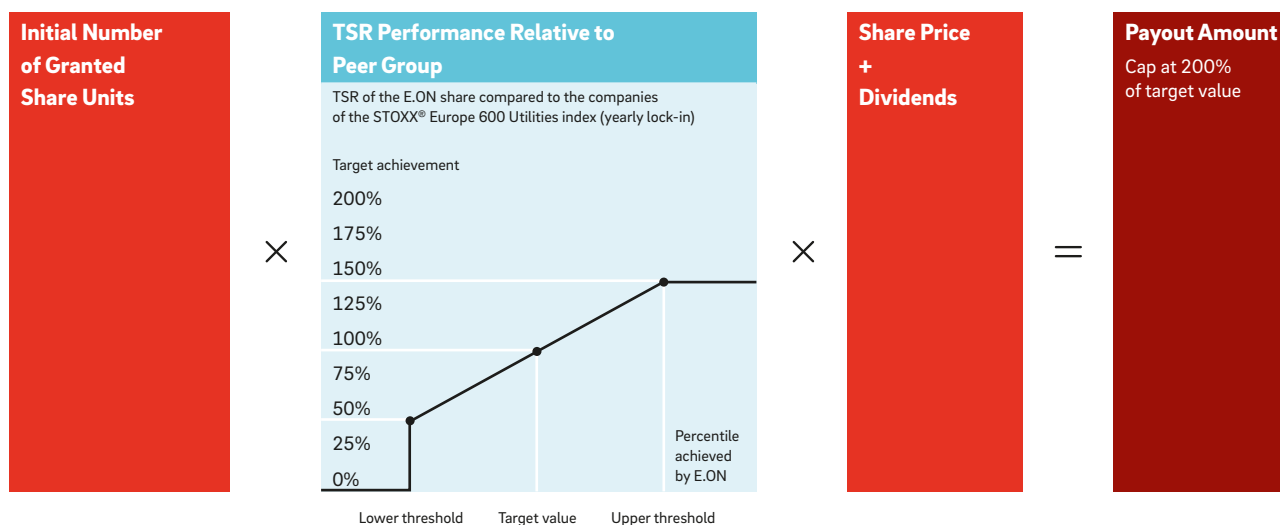 Initial Number
of Granted
Share Units
×
TSR Performance Relative to
Peer Group
TSR of the E.ON share compared to the companies
of the STOXX® Europe 600 Utilities index (yearly lock-in)
Target achievement
200%
175%
150%
125%
100%
75%
50%
25%
0%
Percentile
achieved
by E.ON
Lower threshold
Target value
Upper threshold
×
Share Price
+
Dividends
=
Payout Amount
Cap at 200%
of target value